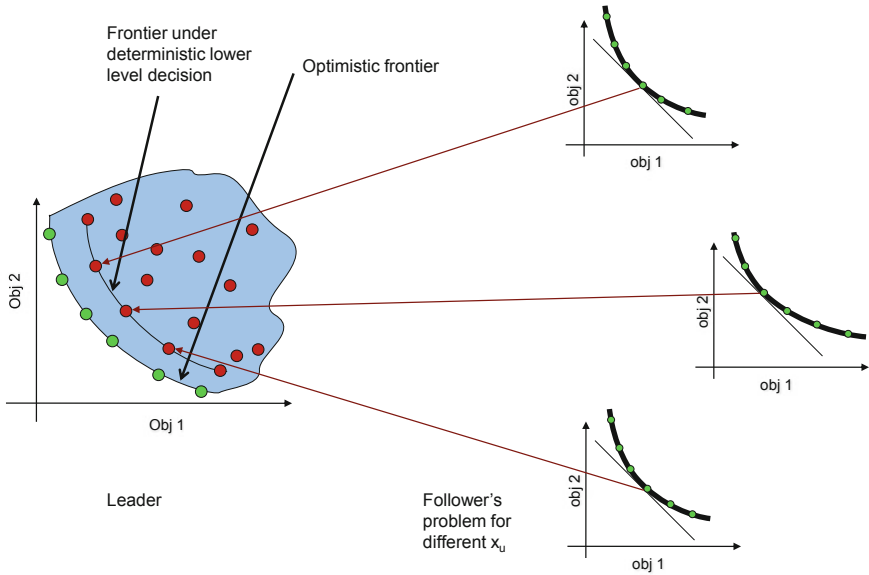 Frontier under
deterministic lower
level decision
Optimistic frontier
Obj 2
Obj 1
Leader
obj 2
obj 1
obj 2
obj 1
obj 2
obj 1
Follower's
problem for
different xᵤ